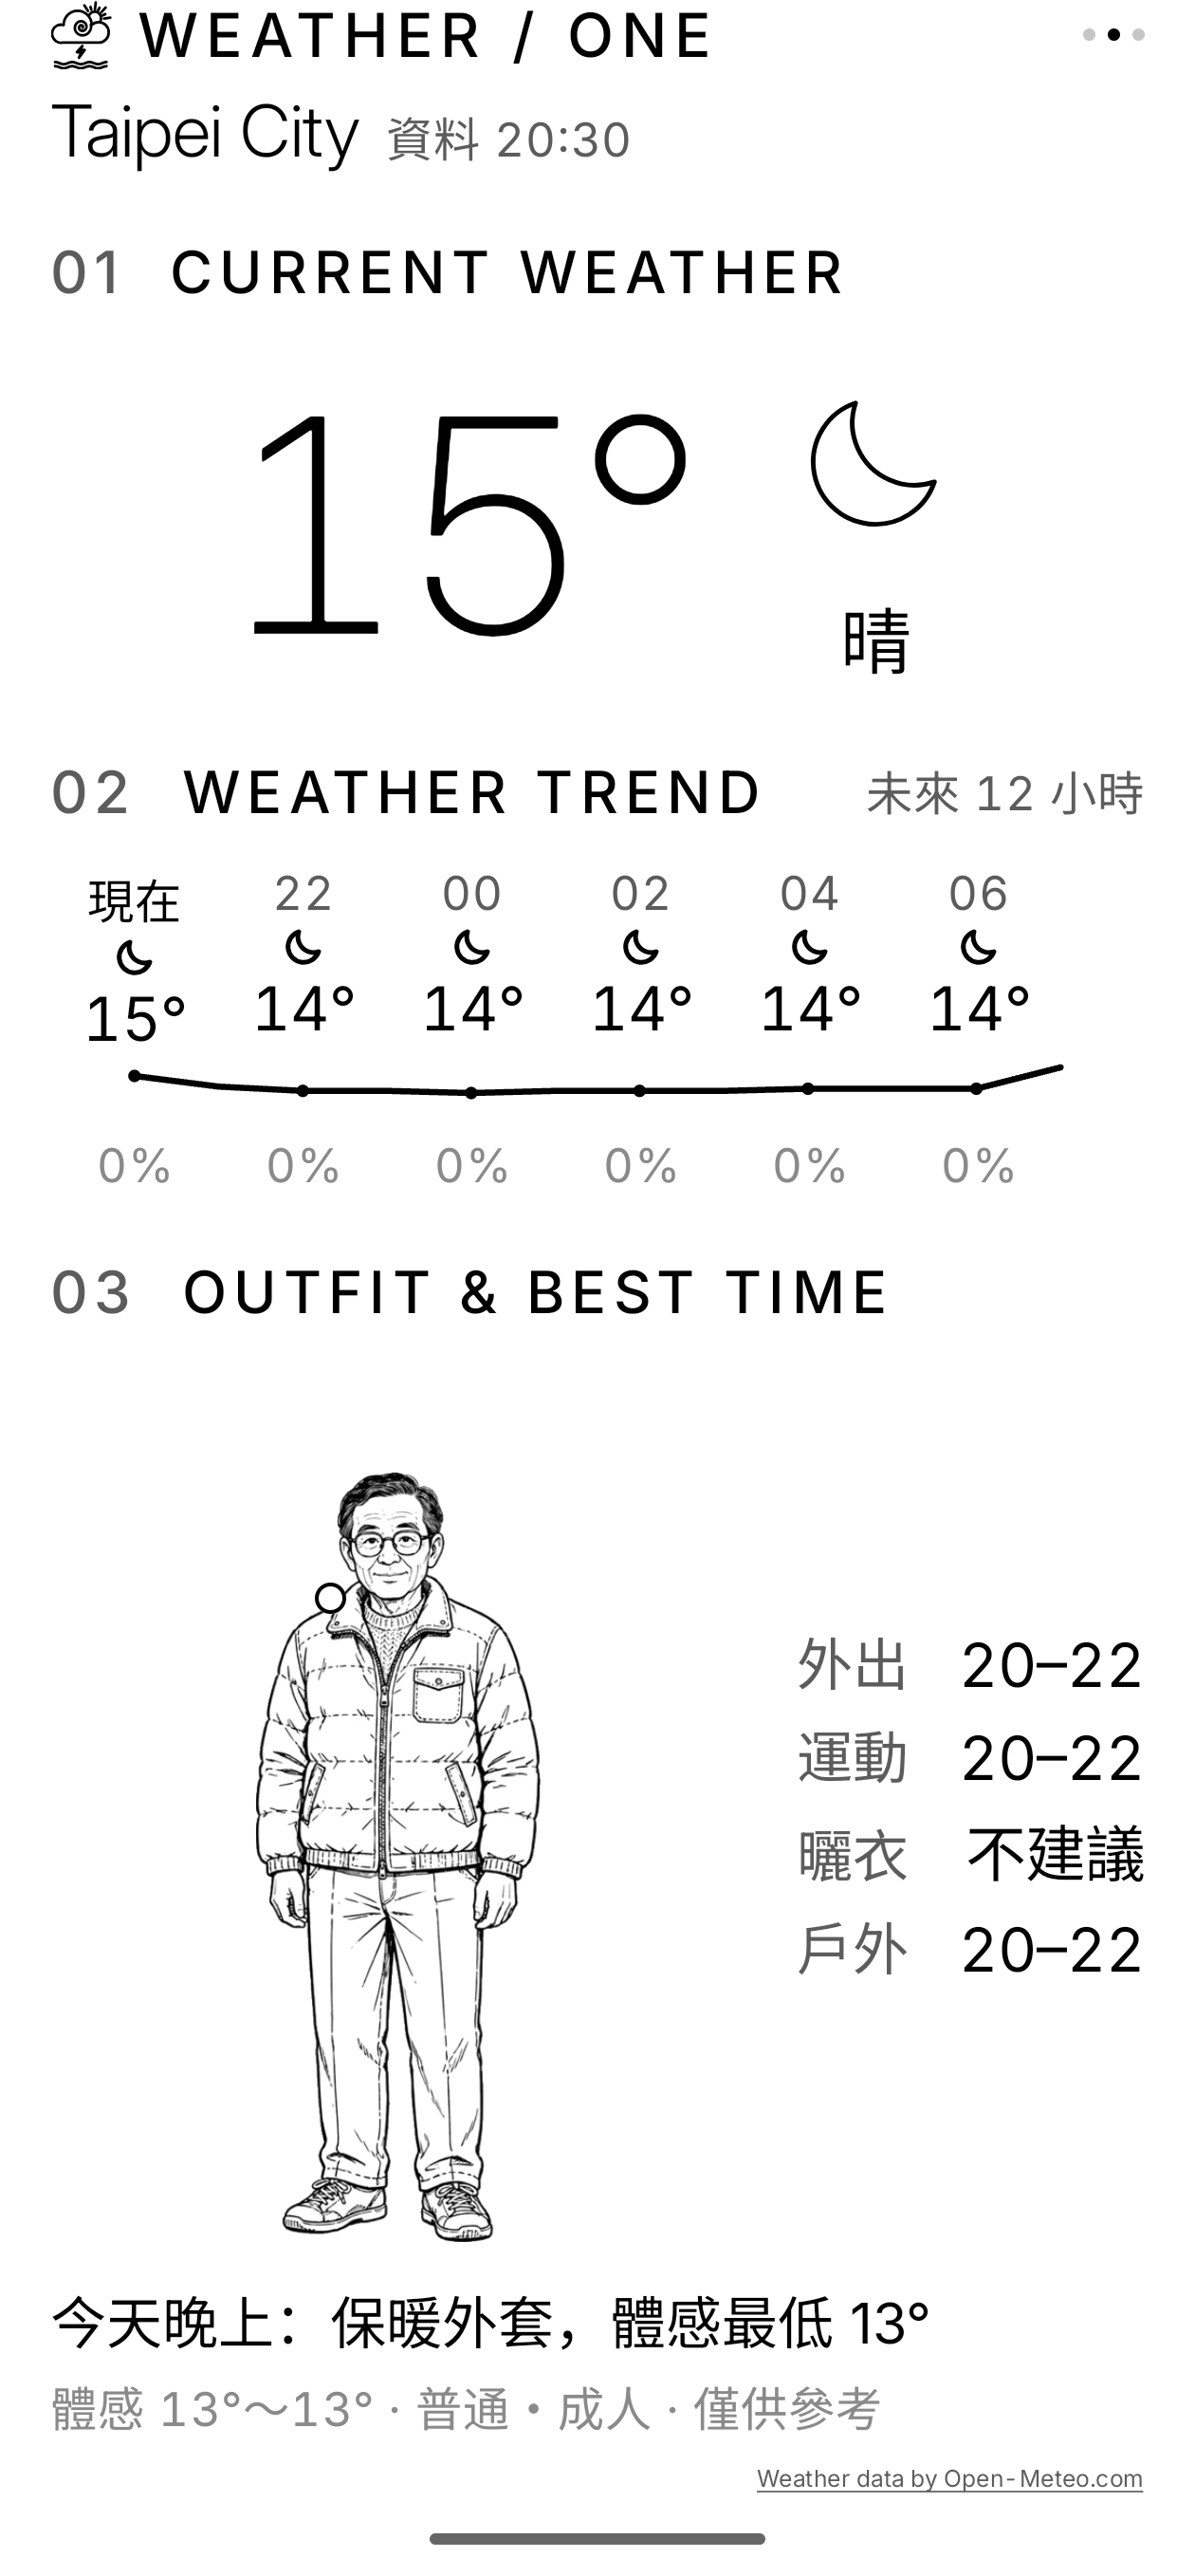 WEATHER / ONE
Taipei City 資料 20:30
01 CURRENT WEATHER
15°
晴
02 WEATHER TREND 未來 12 小時
現在 22 00 02 04 06
15° 14° 14° 14° 14° 14°
0% 0% 0% 0% 0% 0%
03 OUTFIT & BEST TIME
外出 20–22
運動 20–22
曬衣 不建議
戶外 20–22
今天晚上：保暖外套，體感最低 13°
體感 13°～13° · 普通・成人 · 僅供參考
Weather data by Open-Meteo.com